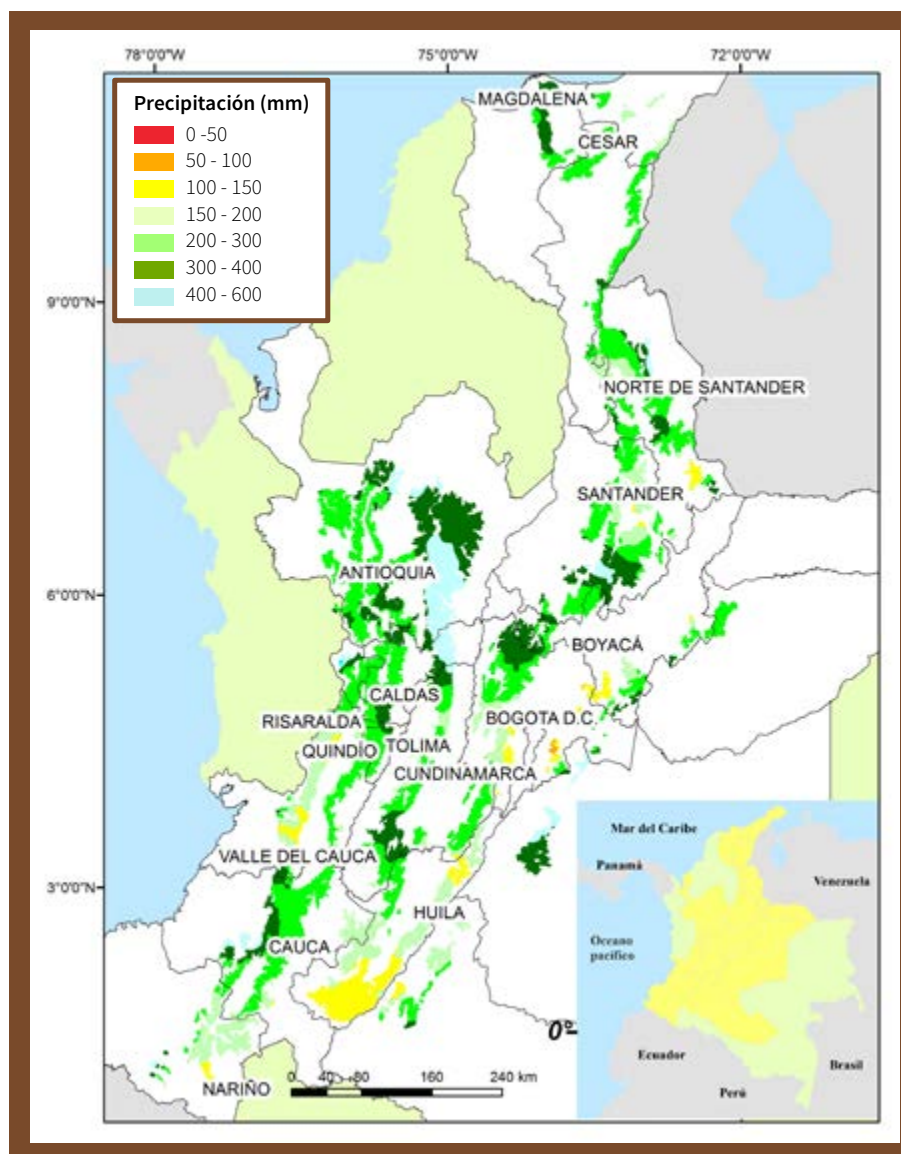 78°0'0"W
75°0'0"W
72°0'0"W
Precipitación (mm)
0 -50
50 - 100
100 - 150
150 - 200
200 - 300
300 - 400
400 - 600
MAGDALENA
CESAR
9°0'0"N
NORTE DE SANTANDER
SANTANDER
ANTIOQUIA
6°0'0"N
BOYACÁ
CALDAS
RISARALDA
BOGOTA D.C.
QUINDÍO
TOLIMA
CUNDINAMARCA
VALLE DEL CAUCA
3°0'0"N
HUILA
CAUCA
NARIÑO
0 40 80 160 240 km
0º
Mar del Caribe
Panamá
Venezuela
Oceano
pacífico
Ecuador
Brasil
Perú